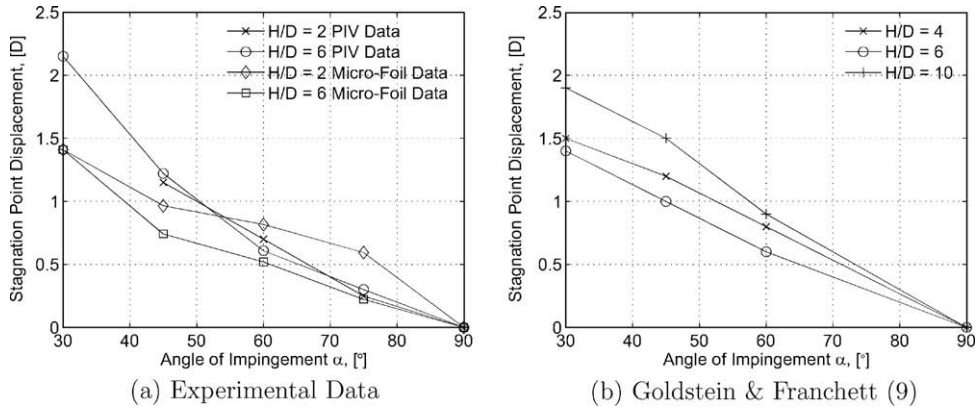 2.5
2
1.5
1
0.5
0
Stagnation Point Displacement, [D]
H/D = 2 PIV Data
H/D = 6 PIV Data
H/D = 2 Micro-Foil Data
H/D = 6 Micro-Foil Data
30 40 50 60 70 80 90
Angle of Impingement α, [°]
(a) Experimental Data
2.5
2
1.5
1
0.5
0
Stagnation Point Displacement, [D]
H/D = 4
H/D = 6
H/D = 10
30 40 50 60 70 80 90
Angle of Impingement α, [°]
(b) Goldstein & Franchett (9)